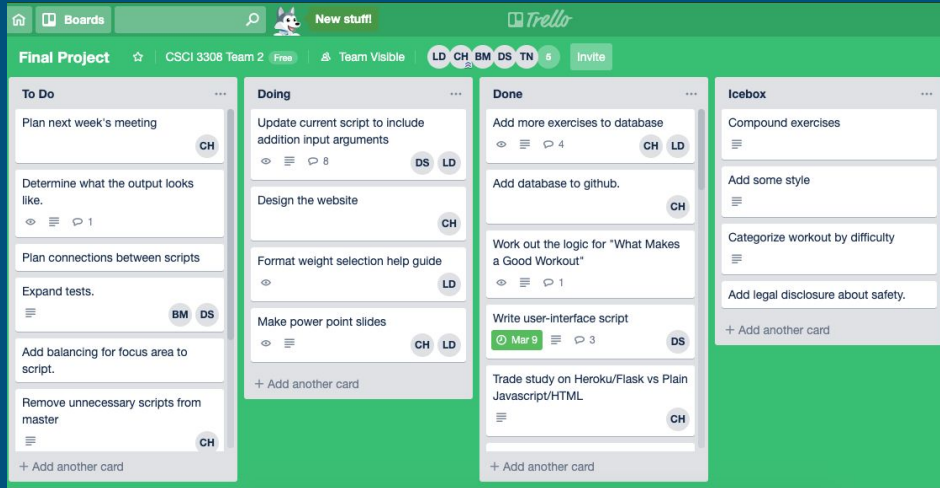 Boards
New stuff!
Trello
Final Project
CSCI 3308 Team 2 Free
Team Visible
LD CH BM DS TN 5
Invite
To Do ...
Plan next week's meeting
CH
Determine what the output looks
like.
1
Plan connections between scripts
Expand tests.
BM DS
Add balancing for focus area to
script.
Remove unnecessary scripts from
master
CH
+ Add another card
Doing ...
Update current script to include
addition input arguments
8 DS LD
Design the website
CH
Format weight selection help guide
LD
Make power point slides
CH LD
+ Add another card
Done ...
Add more exercises to database
4 CH LD
Add database to github.
CH
Work out the logic for "What Makes
a Good Workout"
1
Write user-interface script
Mar 9 3 DS
Trade study on Heroku/Flask vs Plain
Javascript/HTML
CH
+ Add another card
Icebox ...
Compound exercises
Add some style
Categorize workout by difficulty
Add legal disclosure about safety.
+ Add another card